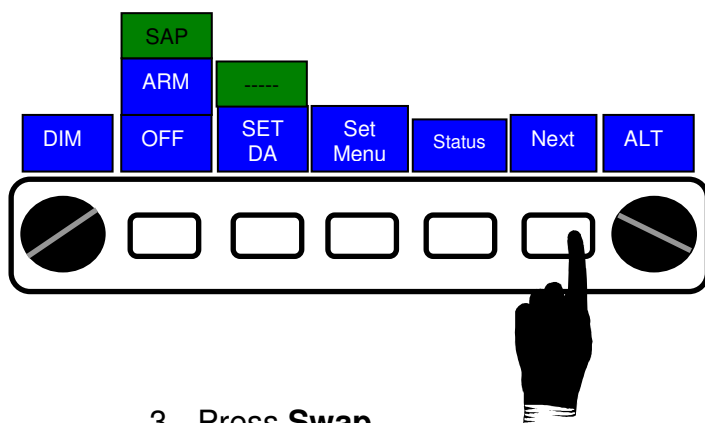 SAP
ARM
-----
DIM
OFF
SET
DA
Set
Menu
Status
Next
ALT
3. Press Swap